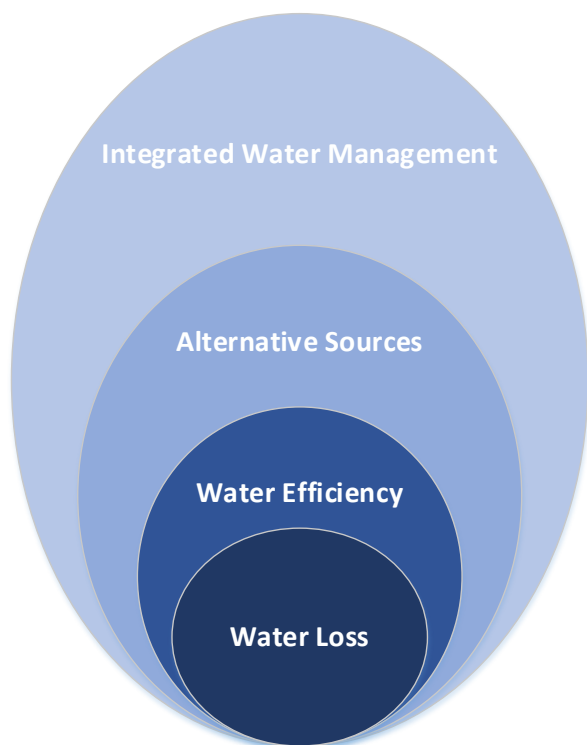 Integrated Water Management
Alternative Sources
Water Efficiency
Water Loss